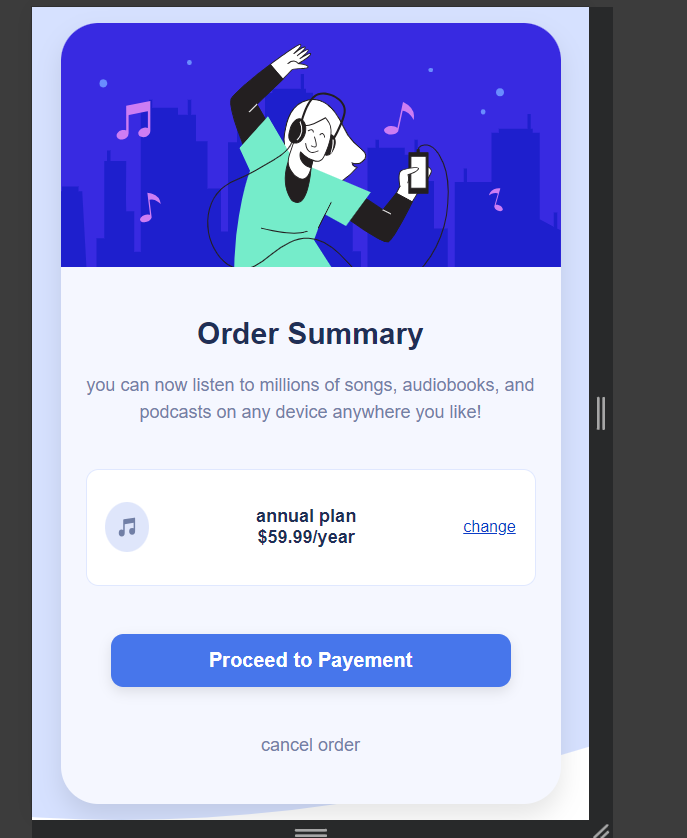 Order Summary
you can now listen to millions of songs, audiobooks, and
podcasts on any device anywhere you like!
annual plan
$59.99/year
change
Proceed to Payement
cancel order